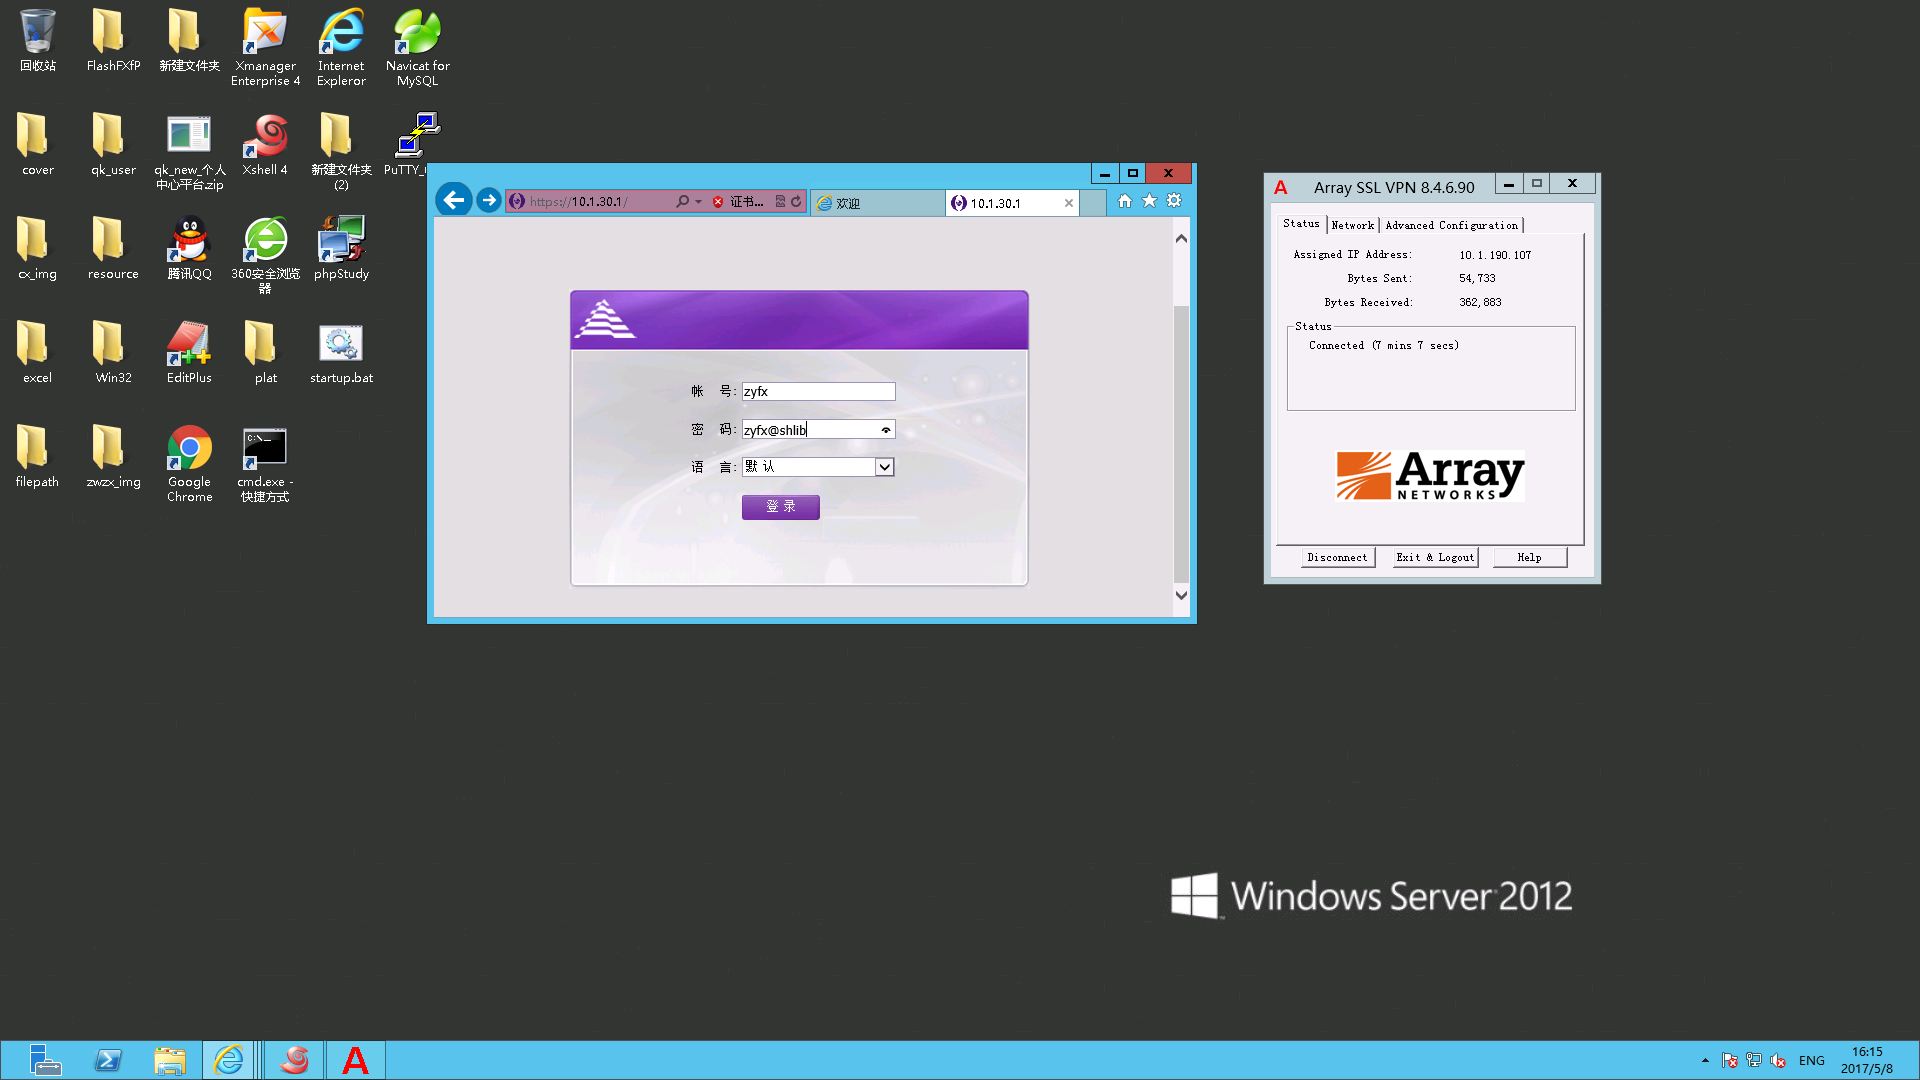 回收站
FlashFXfP
新建文件夹
Xmanager
Enterprise 4
Internet
Expleror
Navicat for
MySQL
cover
qk_user
qk_new_个人
中心平台.zip
Xshell 4
新建文件夹
(2)
PuTTY_
cx_img
resource
腾讯QQ
360安全浏览
器
phpStudy
excel
Win32
EditPlus
plat
startup.bat
filepath
zwzx_img
Google
Chrome
C:\._
cmd.exe -
快捷方式
https://10.1.30.1/
证书...
欢迎
10.1.30.1
帐 号:
zyfx
密 码:
zyfx@shlib
语 言:
默 认
登 录
A
Array SSL VPN 8.4.6.90
Status
Network
Advanced Configuration
Assigned IP Address: 10.1.190.107
Bytes Sent: 54,733
Bytes Received: 362,883
Status
Connected (7 mins 7 secs)
Array
NETWORKS
Disconnect
Exit & Logout
Help
Windows Server 2012
A
ENG
16:15
2017/5/8